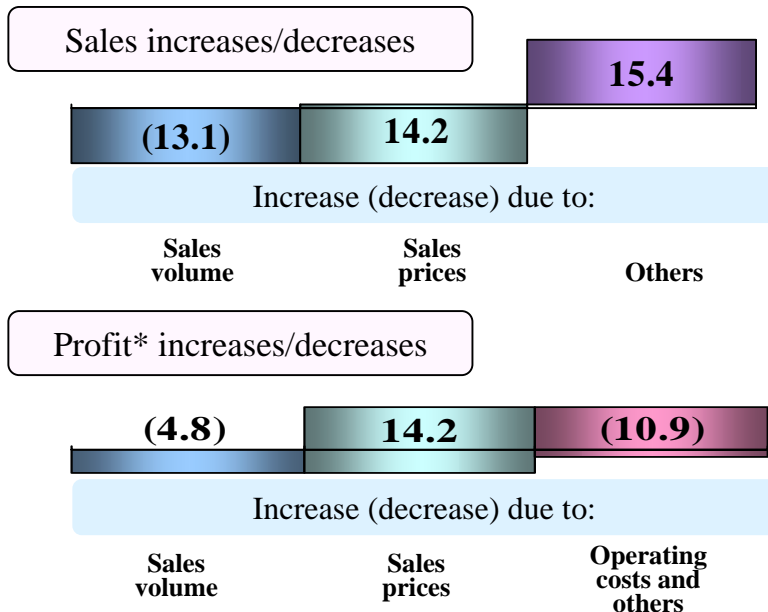 Sales increases/decreases
15.4
(13.1) 14.2
Increase (decrease) due to:
Sales volume
Sales prices
Others
Profit* increases/decreases
(4.8) 14.2 (10.9)
Increase (decrease) due to:
Sales volume
Sales prices
Operating costs and others